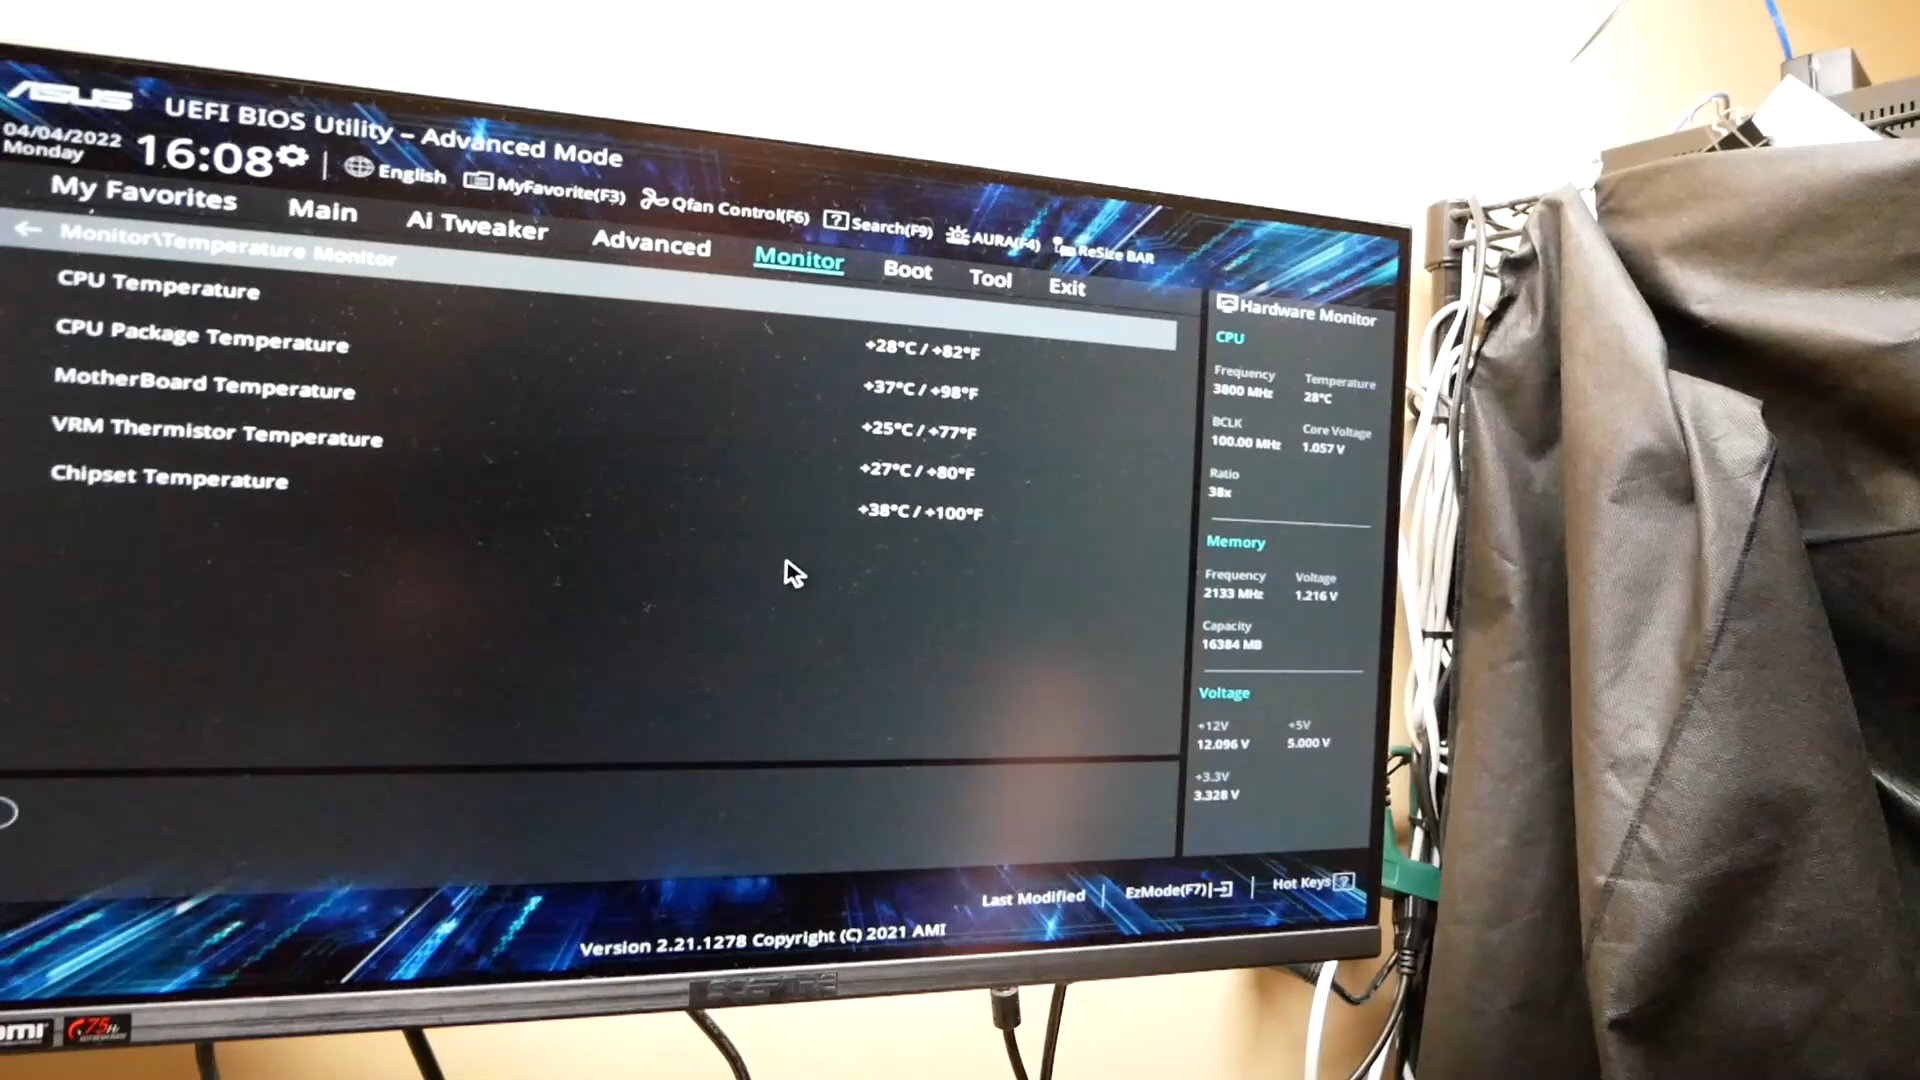 ASUS UEFI BIOS Utility – Advanced Mode
04/04/2022
Monday
16:08
English
MyFavorite(F3)
Qfan Control(F6)
Search(F9)
AURA(F4)
ReSize BAR
My Favorites
Main
Ai Tweaker
Advanced
Monitor
Boot
Tool
Exit
Monitor\Temperature Monitor
CPU Temperature
+28°C / +82°F
CPU Package Temperature
+37°C / +98°F
MotherBoard Temperature
+25°C / +77°F
VRM Thermistor Temperature
+27°C / +80°F
Chipset Temperature
+38°C / +100°F
Hardware Monitor
CPU
Frequency Temperature
3800 MHz 28°C
BCLK Core Voltage
100.00 MHz 1.057 V
Ratio
38x
Memory
Frequency Voltage
2133 MHz 1.216 V
Capacity
16384 MB
Voltage
+12V +5V
12.096 V 5.000 V
+3.3V
3.328 V
Last Modified
EzMode(F7)
Hot Keys ?
Version 2.21.1278 Copyright (C) 2021 AMI
SCEPTRE
75Hz